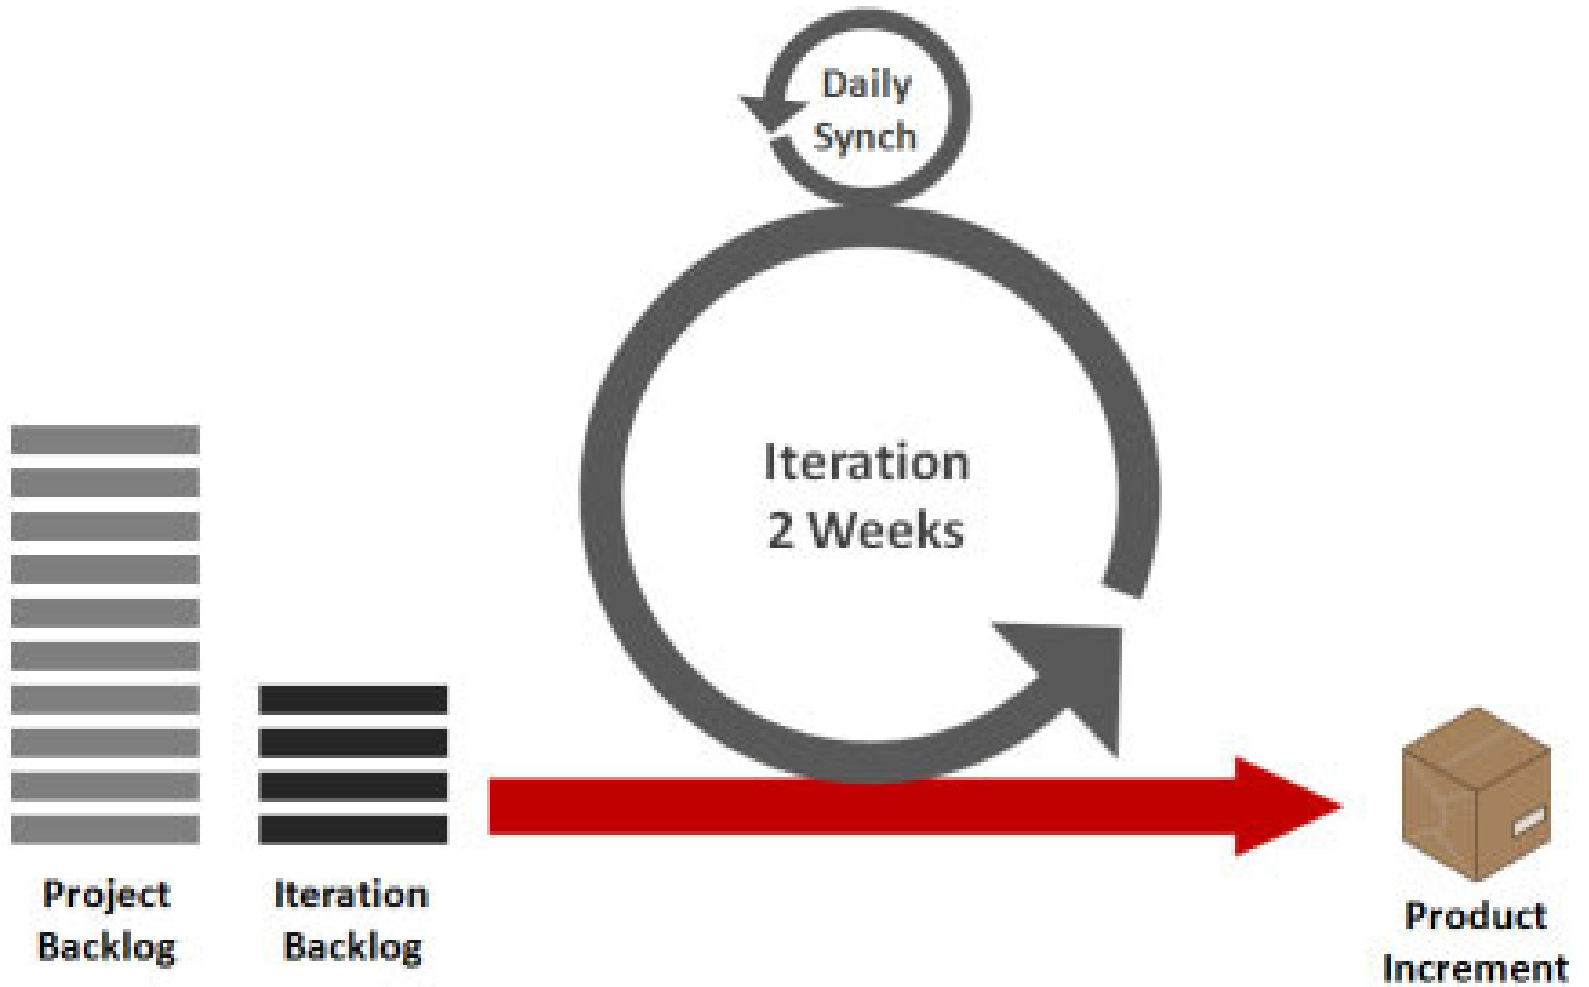 Daily
Synch
Iteration
2 Weeks
Project
Backlog
Iteration
Backlog
Product
Increment